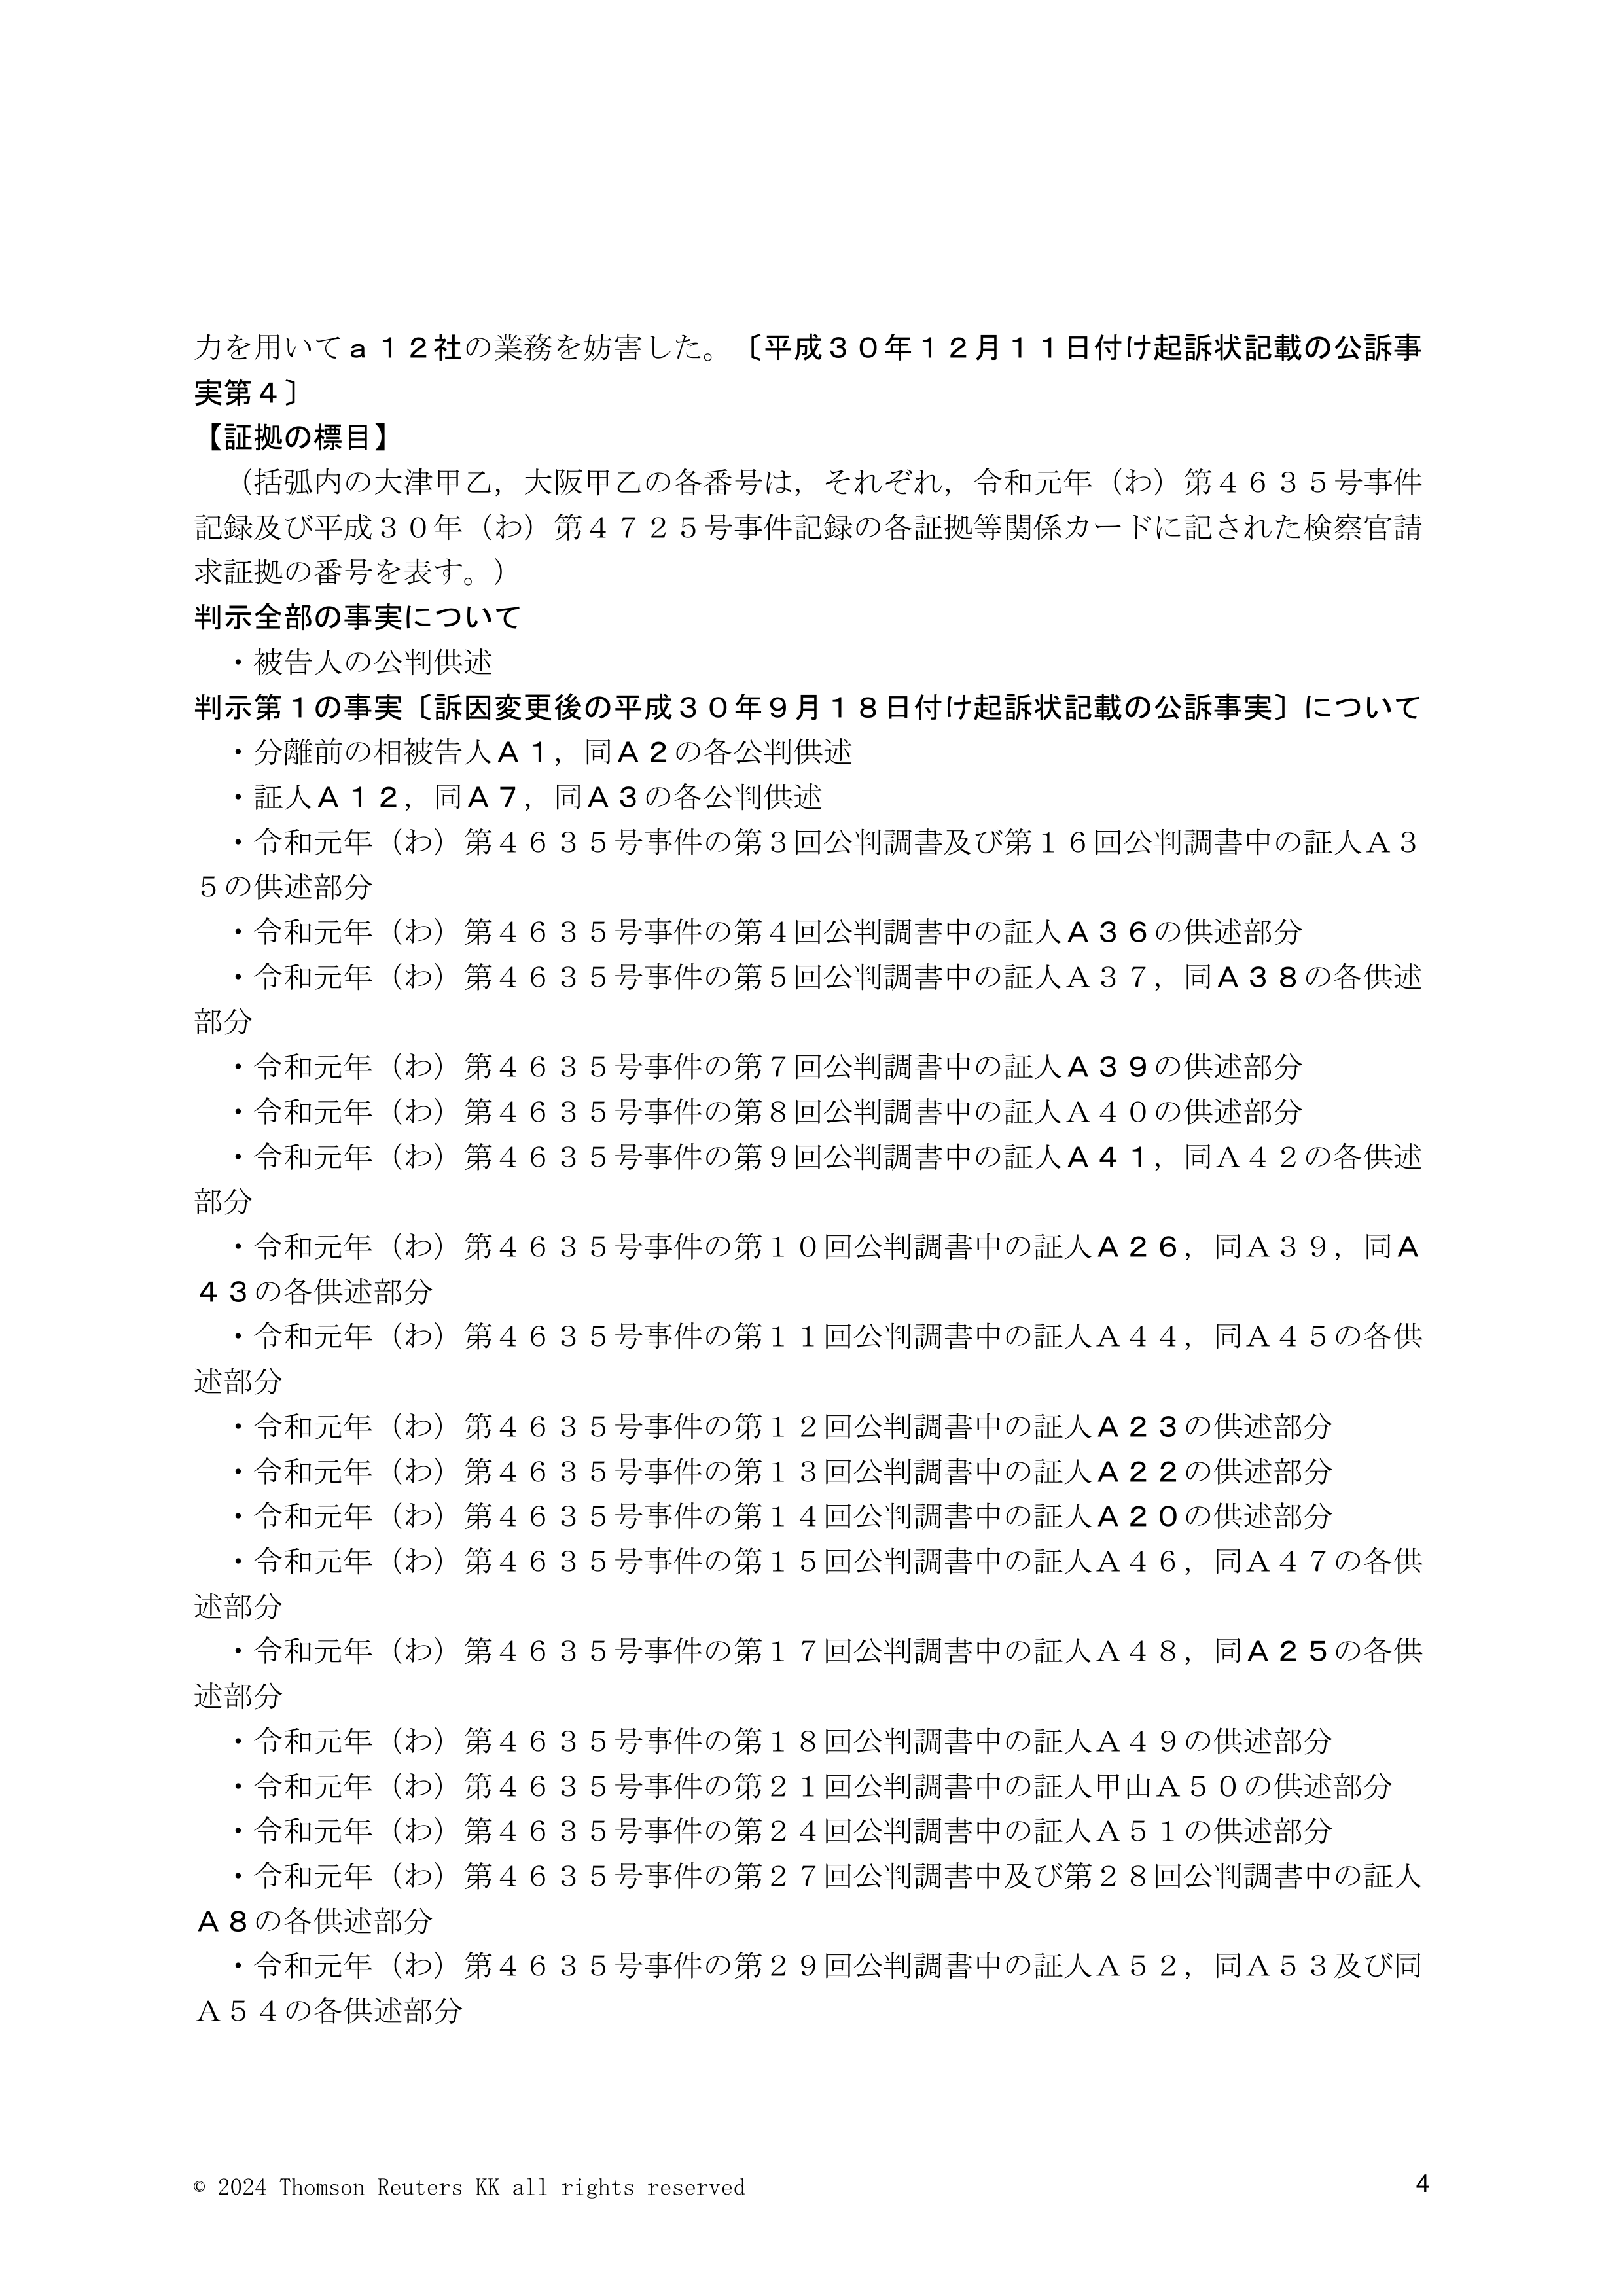 力を用いてａ１２社の業務を妨害した。〔平成３０年１２月１１日付け起訴状記載の公訴事
実第４〕
【証拠の標目】
（括弧内の大津甲乙，大阪甲乙の各番号は，それぞれ，令和元年（わ）第４６３５号事件
記録及び平成３０年（わ）第４７２５号事件記録の各証拠等関係カードに記された検察官請
求証拠の番号を表す。）
判示全部の事実について
・被告人の公判供述
判示第１の事実〔訴因変更後の平成３０年９月１８日付け起訴状記載の公訴事実〕について
・分離前の相被告人Ａ１，同Ａ２の各公判供述
・証人Ａ１２，同Ａ７，同Ａ３の各公判供述
・令和元年（わ）第４６３５号事件の第３回公判調書及び第１６回公判調書中の証人Ａ３
５の供述部分
・令和元年（わ）第４６３５号事件の第４回公判調書中の証人Ａ３６の供述部分
・令和元年（わ）第４６３５号事件の第５回公判調書中の証人Ａ３７，同Ａ３８の各供述
部分
・令和元年（わ）第４６３５号事件の第７回公判調書中の証人Ａ３９の供述部分
・令和元年（わ）第４６３５号事件の第８回公判調書中の証人Ａ４０の供述部分
・令和元年（わ）第４６３５号事件の第９回公判調書中の証人Ａ４１，同Ａ４２の各供述
部分
・令和元年（わ）第４６３５号事件の第１０回公判調書中の証人Ａ２６，同Ａ３９，同Ａ
４３の各供述部分
・令和元年（わ）第４６３５号事件の第１１回公判調書中の証人Ａ４４，同Ａ４５の各供
述部分
・令和元年（わ）第４６３５号事件の第１２回公判調書中の証人Ａ２３の供述部分
・令和元年（わ）第４６３５号事件の第１３回公判調書中の証人Ａ２２の供述部分
・令和元年（わ）第４６３５号事件の第１４回公判調書中の証人Ａ２０の供述部分
・令和元年（わ）第４６３５号事件の第１５回公判調書中の証人Ａ４６，同Ａ４７の各供
述部分
・令和元年（わ）第４６３５号事件の第１７回公判調書中の証人Ａ４８，同Ａ２５の各供
述部分
・令和元年（わ）第４６３５号事件の第１８回公判調書中の証人Ａ４９の供述部分
・令和元年（わ）第４６３５号事件の第２１回公判調書中の証人甲山Ａ５０の供述部分
・令和元年（わ）第４６３５号事件の第２４回公判調書中の証人Ａ５１の供述部分
・令和元年（わ）第４６３５号事件の第２７回公判調書中及び第２８回公判調書中の証人
Ａ８の各供述部分
・令和元年（わ）第４６３５号事件の第２９回公判調書中の証人Ａ５２，同Ａ５３及び同
Ａ５４の各供述部分
© 2024 Thomson Reuters KK all rights reserved
4